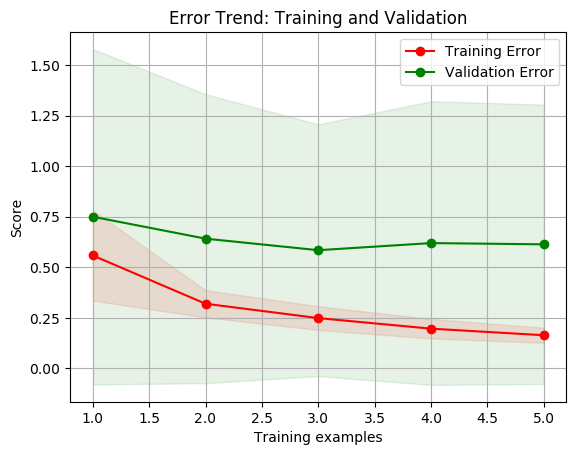 Error Trend: Training and Validation
Training Error
Validation Error
Score
1.50
1.25
1.00
0.75
0.50
0.25
0.00
1.0 1.5 2.0 2.5 3.0 3.5 4.0 4.5 5.0
Training examples